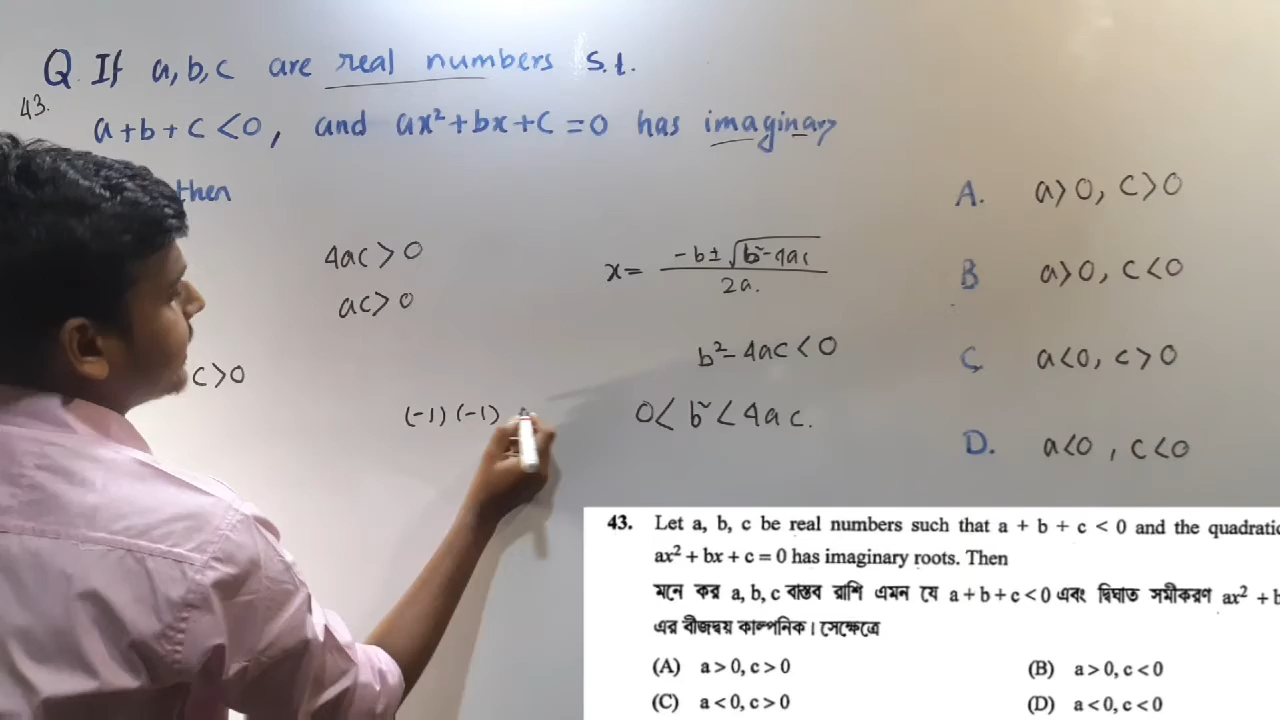 Q If a, b, c are real numbers s.t.
43.
a+b+c<0, and ax²+bx+c=0 has imaginary
then
4ac>0
ac>0
c>0
(-1)(-1)
x= -b±√b²-4ac / 2a.
b²-4ac<0
0<b²<4ac.
A. a>0, c>0
B a>0, c<0
C a<0, c>0
D. a<0, c<0
43. Let a, b, c be real numbers such that a + b + c < 0 and the quadratic
ax² + bx + c = 0 has imaginary roots. Then
মনে কর a, b, c বাস্তব রাশি এমন যে a + b + c < 0 এবং দ্বিঘাত সমীকরণ ax² + b
এর বীজদ্বয় কাল্পনিক। সেক্ষেত্রে
(A) a > 0, c > 0 (B) a > 0, c < 0
(C) a < 0, c > 0 (D) a < 0, c < 0